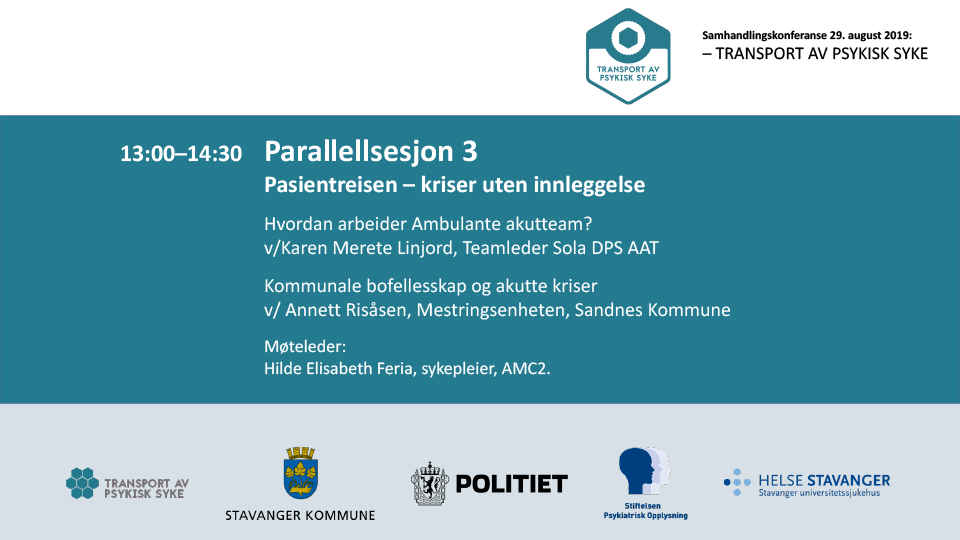 TRANSPORT AV
PSYKISK SYKE
Samhandlingskonferanse 29. august 2019:
– TRANSPORT AV PSYKISK SYKE
13:00–14:30 Parallellsesjon 3
Pasientreisen – kriser uten innleggelse
Hvordan arbeider Ambulante akutteam?
v/Karen Merete Linjord, Teamleder Sola DPS AAT
Kommunale bofellesskap og akutte kriser
v/ Annett Risåsen, Mestringsenheten, Sandnes Kommune
Møteleder:
Hilde Elisabeth Feria, sykepleier, AMC2.
TRANSPORT AV
PSYKISK SYKE
STAVANGER KOMMUNE
POLITIET
Stiftelsen
Psykiatrisk Opplysning
HELSE STAVANGER
Stavanger universitetssjukehus